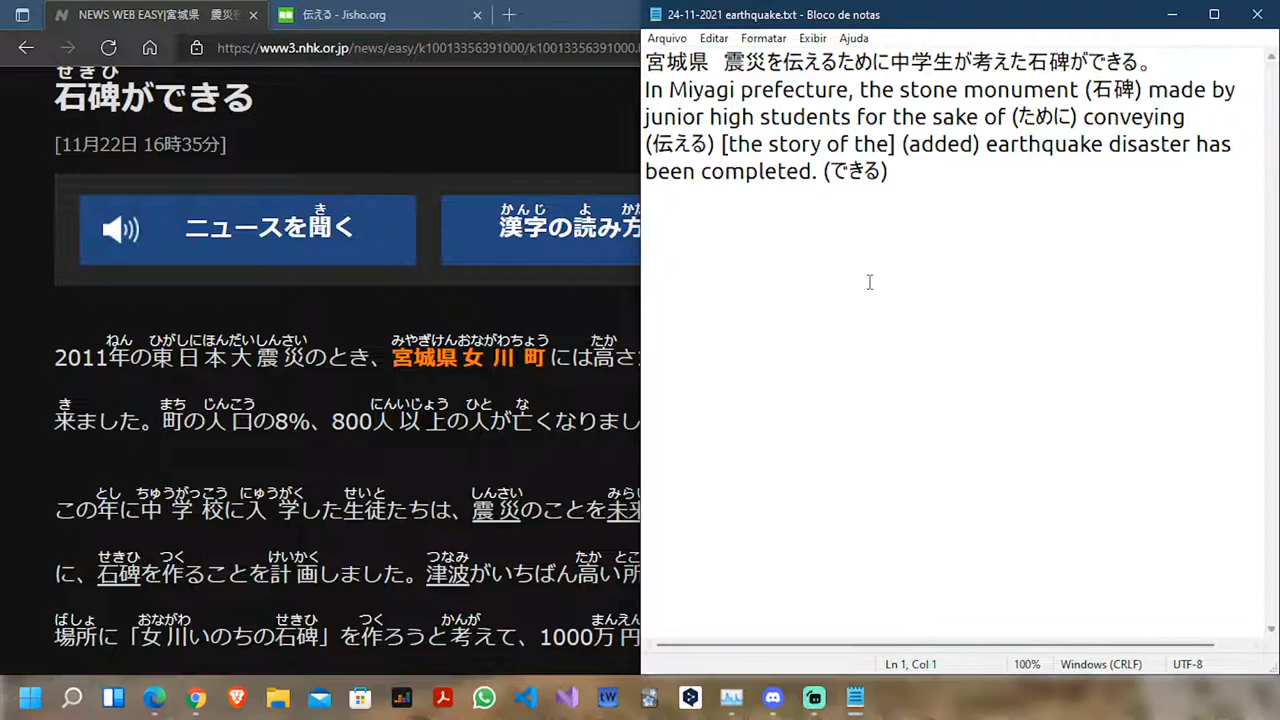 NEWS WEB EASY|宮城県 震災
伝える - Jisho.org
https://www3.nhk.or.jp/news/easy/k10013356391000/k10013356391000.
せきひ
石碑ができる
[11月22日 16時35分]
き
ニュースを聞く
かんじ よ かた
漢字の読み方
ねん ひがしにほんだいしんさい みやぎけんおながわちょう たか
2011年の東日本大震災のとき、宮城県女川町には高さ
き まち じんこう にんいじょう ひと な
来ました。町の人口の8%、800人以上の人が亡くなりまし
とし ちゅうがっこう にゅうがく せいと しんさい みらい
この年に中学校に入学した生徒たちは、震災のことを未来
せきひ つく けいかく つなみ たか とこ
に、石碑を作ることを計画しました。津波がいちばん高い所
ばしょ おながわ せきひ つく かんが まんえん
場所に「女川いのちの石碑」を作ろうと考えて、1000万円
24-11-2021 earthquake.txt - Bloco de notas
Arquivo Editar Formatar Exibir Ajuda
宮城県 震災を伝えるために中学生が考えた石碑ができる。
In Miyagi prefecture, the stone monument (石碑) made by
junior high students for the sake of (ために) conveying
(伝える) [the story of the] (added) earthquake disaster has
been completed. (できる)
Ln 1, Col 1
100%
Windows (CRLF)
UTF-8